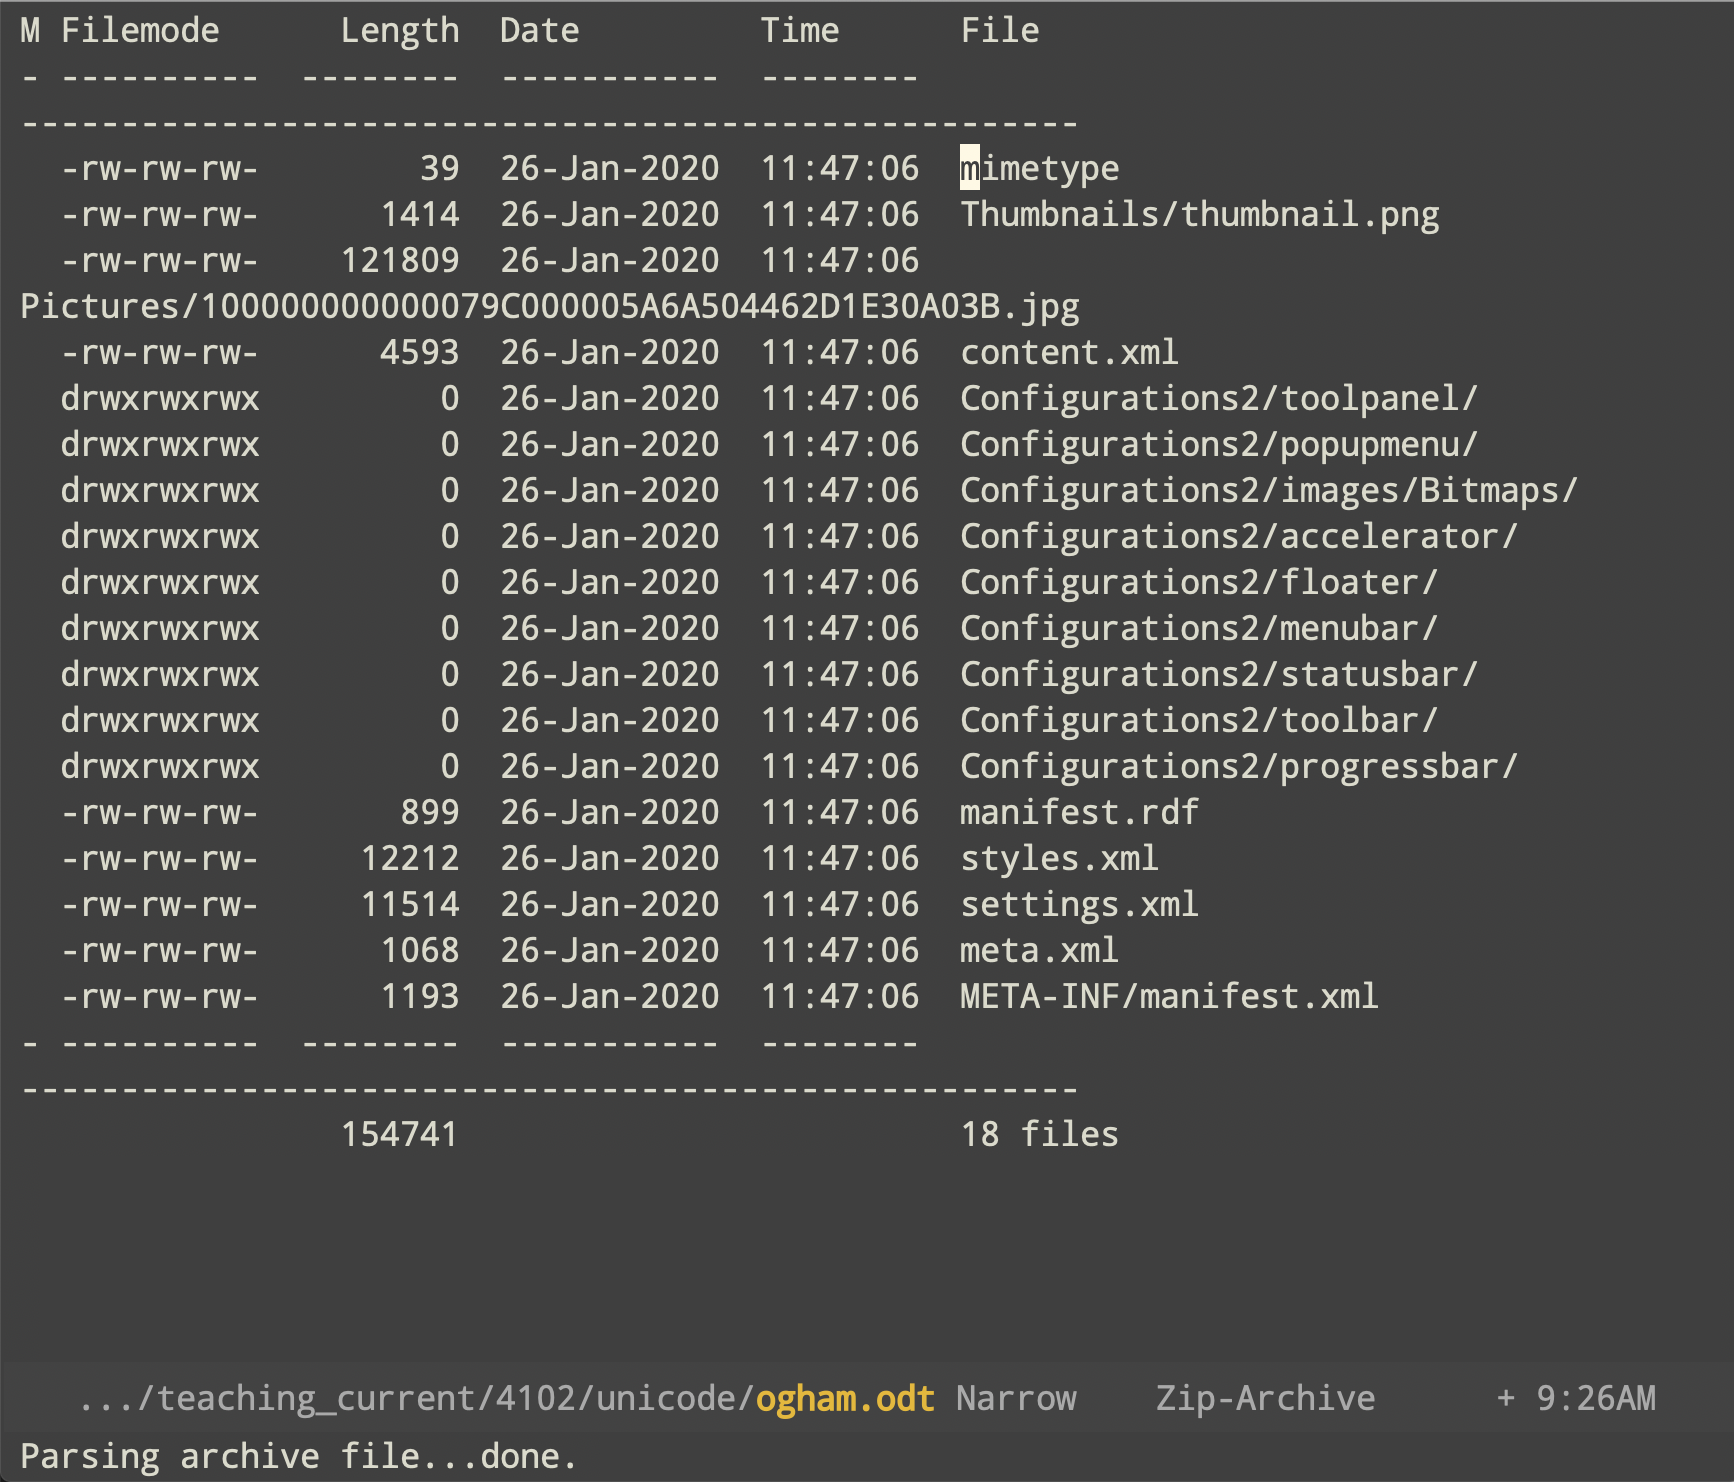 M Filemode      Length  Date         Time      File
- ----------  --------  -----------  --------
-----------------------------------------------------
  -rw-rw-rw-        39  26-Jan-2020  11:47:06  mimetype
  -rw-rw-rw-      1414  26-Jan-2020  11:47:06  Thumbnails/thumbnail.png
  -rw-rw-rw-    121809  26-Jan-2020  11:47:06
Pictures/100000000000079C000005A6A504462D1E30A03B.jpg
  -rw-rw-rw-      4593  26-Jan-2020  11:47:06  content.xml
  drwxrwxrwx         0  26-Jan-2020  11:47:06  Configurations2/toolpanel/
  drwxrwxrwx         0  26-Jan-2020  11:47:06  Configurations2/popupmenu/
  drwxrwxrwx         0  26-Jan-2020  11:47:06  Configurations2/images/Bitmaps/
  drwxrwxrwx         0  26-Jan-2020  11:47:06  Configurations2/accelerator/
  drwxrwxrwx         0  26-Jan-2020  11:47:06  Configurations2/floater/
  drwxrwxrwx         0  26-Jan-2020  11:47:06  Configurations2/menubar/
  drwxrwxrwx         0  26-Jan-2020  11:47:06  Configurations2/statusbar/
  drwxrwxrwx         0  26-Jan-2020  11:47:06  Configurations2/toolbar/
  drwxrwxrwx         0  26-Jan-2020  11:47:06  Configurations2/progressbar/
  -rw-rw-rw-       899  26-Jan-2020  11:47:06  manifest.rdf
  -rw-rw-rw-     12212  26-Jan-2020  11:47:06  styles.xml
  -rw-rw-rw-     11514  26-Jan-2020  11:47:06  settings.xml
  -rw-rw-rw-      1068  26-Jan-2020  11:47:06  meta.xml
  -rw-rw-rw-      1193  26-Jan-2020  11:47:06  META-INF/manifest.xml
- ----------  --------  -----------  --------
-----------------------------------------------------
                154741                         18 files
.../teaching_current/4102/unicode/ogham.odt Narrow    Zip-Archive      + 9:26AM
Parsing archive file...done.